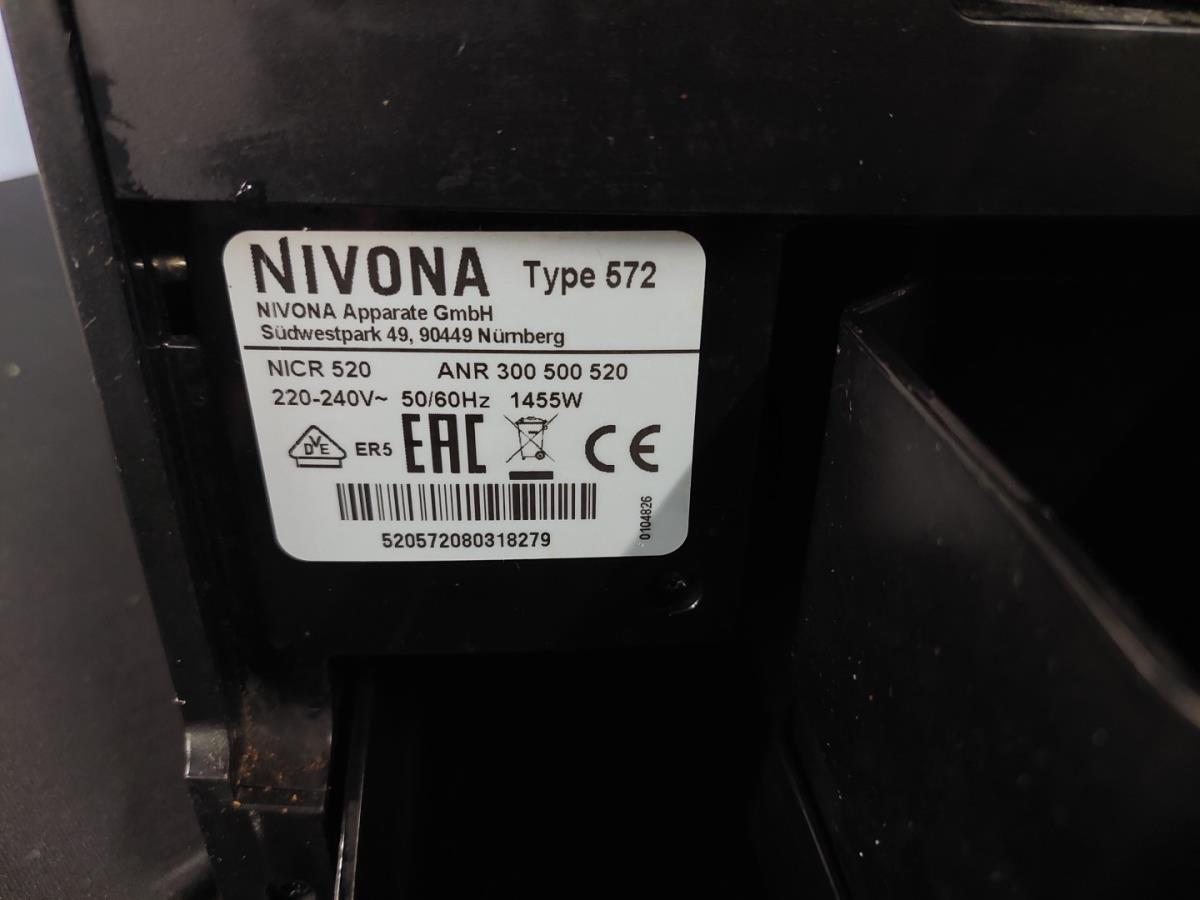 NIVONA Type 572
NIVONA Apparate GmbH
Südwestpark 49, 90449 Nürnberg
NICR 520 ANR 300 500 520
220-240V~ 50/60Hz 1455W
DVE ER5 EAC CE
520572080318279
0104826